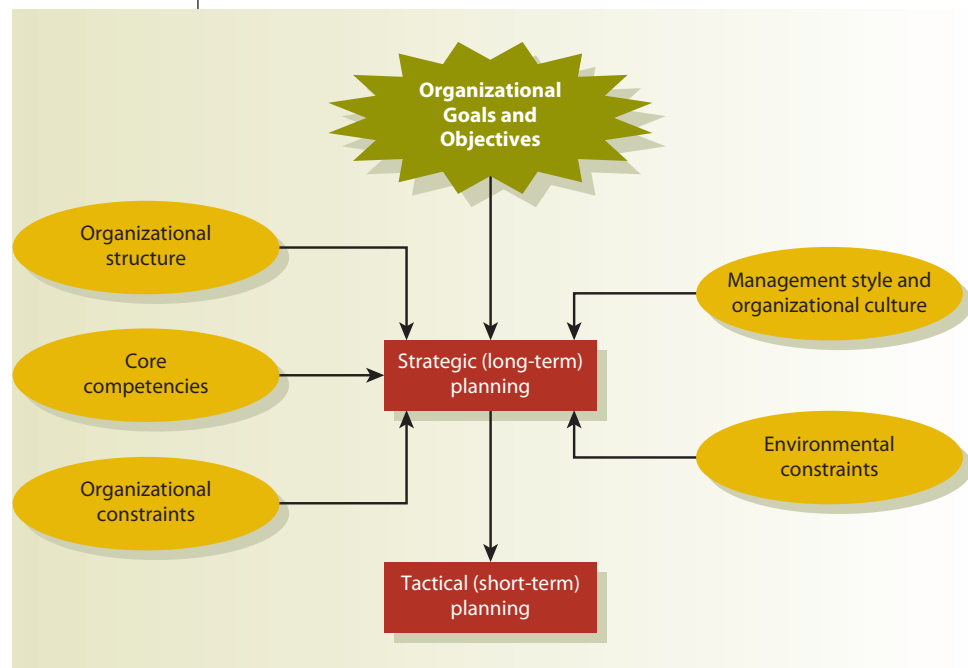 Organizational
Goals and
Objectives
Organizational
structure
Management style and
organizational culture
Strategic (long-term)
planning
Core
competencies
Environmental
constraints
Organizational
constraints
Tactical (short-term)
planning